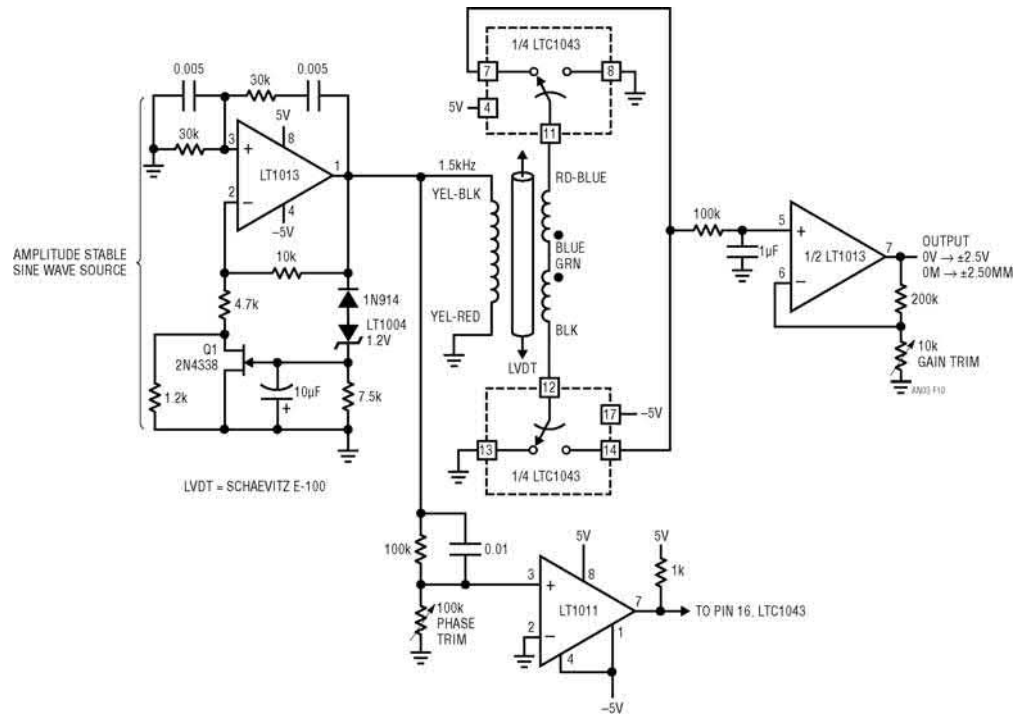 0.005
30k
0.005
30k
5V
8
3
+
LT1013
1
2
−
4
−5V
AMPLITUDE STABLE
SINE WAVE SOURCE
10k
4.7k
1N914
LT1004
1.2V
Q1
2N4338
1.2k
10µF
+
7.5k
LVDT = SCHAEVITZ E-100
1/4 LTC1043
7
8
5V
4
11
1.5kHz
YEL-BLK
RD-BLUE
BLUE
GRN
YEL-RED
BLK
LVDT
12
17
−5V
13
14
1/4 LTC1043
100k
1µF
5
+
1/2 LT1013
7
6
−
OUTPUT
0V → ±2.5V
0M → ±2.50MM
200k
10k
GAIN TRIM
AN03 F10
100k
0.01
100k
PHASE
TRIM
5V
8
3
+
LT1011
7
2
−
1
4
−5V
5V
1k
TO PIN 16, LTC1043